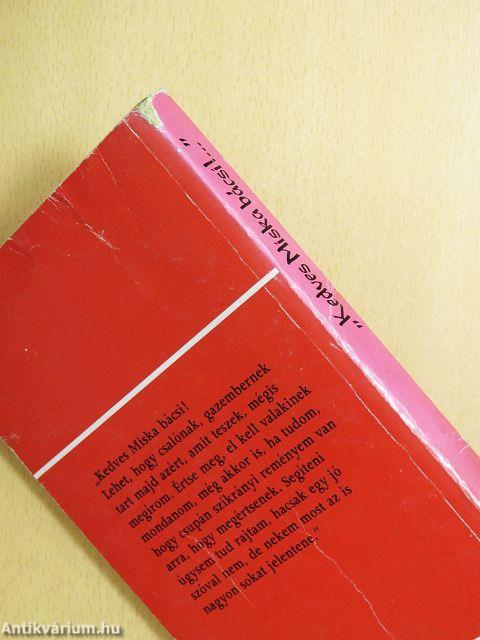 „Kedves Miska bácsi!...”
„Kedves Miska bácsi!
Lehet, hogy csalónak, gazembernek
tart majd azért, amit teszek, mégis
megírom. Értse meg, el kell valakinek
mondanom, még akkor is, ha tudom,
hogy csupán szikrányi reményem van
arra, hogy megértsenek. Segíteni
úgysem tud rajtam, hacsak egy jó
szóval nem, de nekem most az is
nagyon sokat jelentene.”
Antikvárium.hu